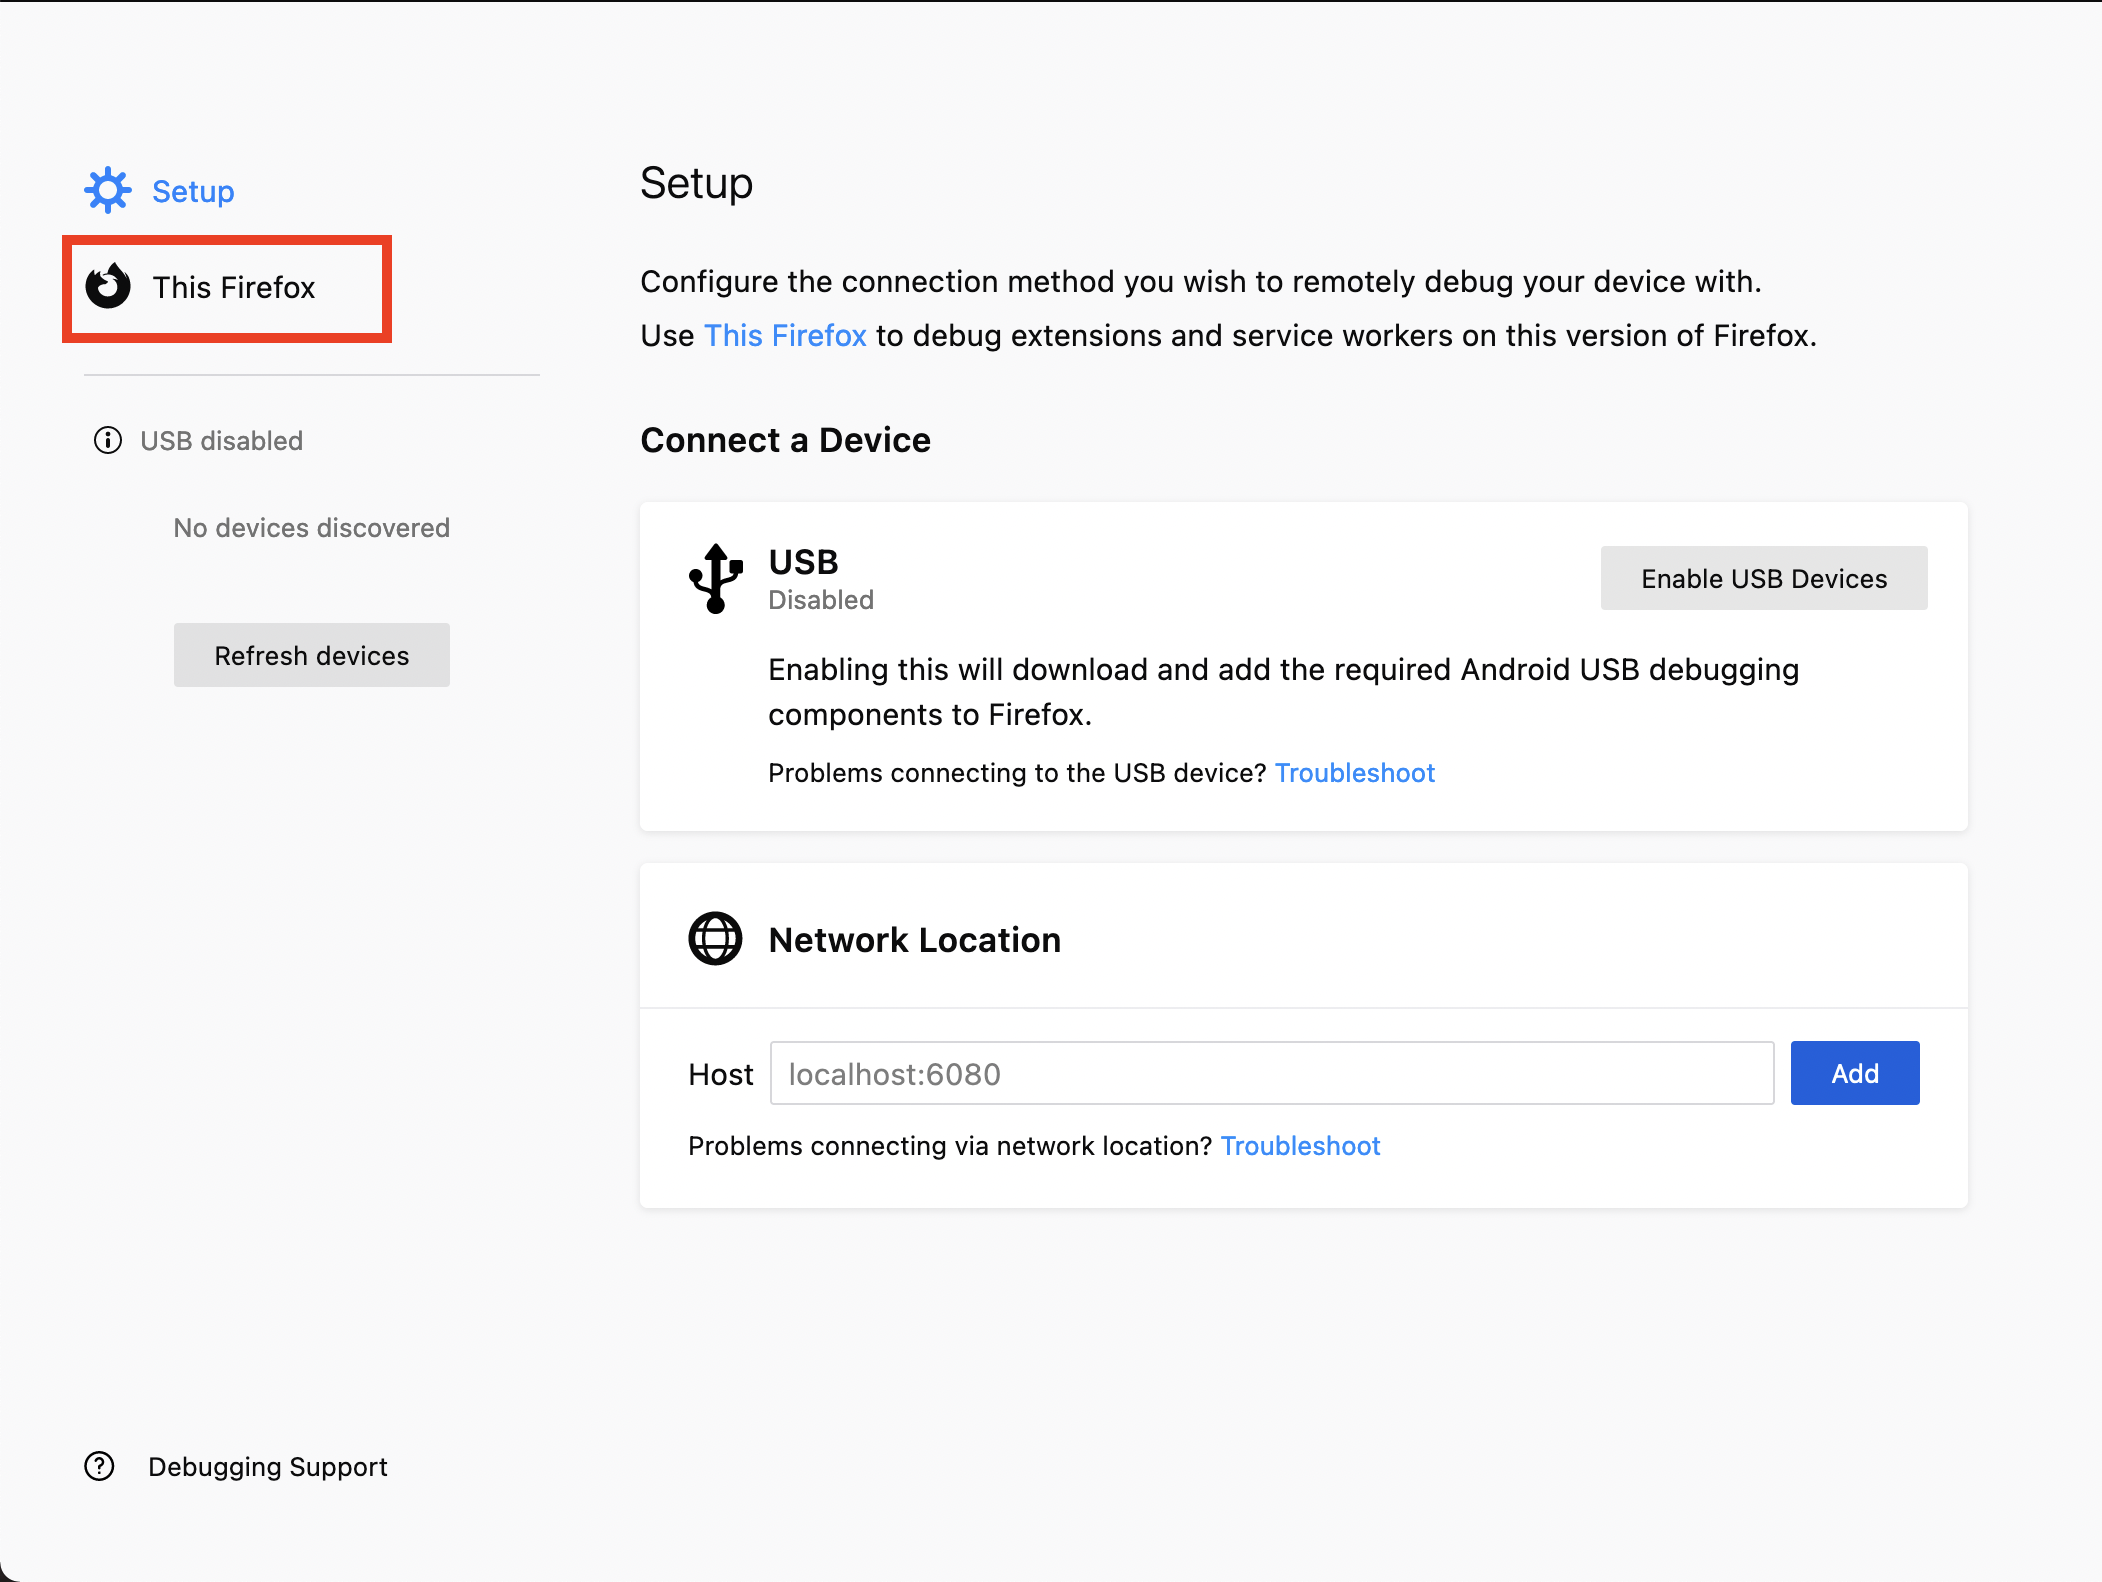 Setup
This Firefox
USB disabled
No devices discovered
Refresh devices
Debugging Support
Setup
Configure the connection method you wish to remotely debug your device with.
Use This Firefox to debug extensions and service workers on this version of Firefox.
Connect a Device
USB
Disabled
Enable USB Devices
Enabling this will download and add the required Android USB debugging
components to Firefox.
Problems connecting to the USB device? Troubleshoot
Network Location
Host localhost:6080 Add
Problems connecting via network location? Troubleshoot